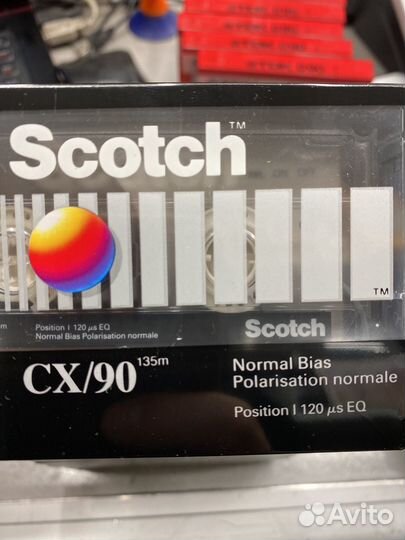 Scotch™
™
Position I 120 µs EQ
Normal Bias Polarisation normale
Scotch
CX/90 135m
Normal Bias
Polarisation normale
Position I 120 µs EQ
Avito